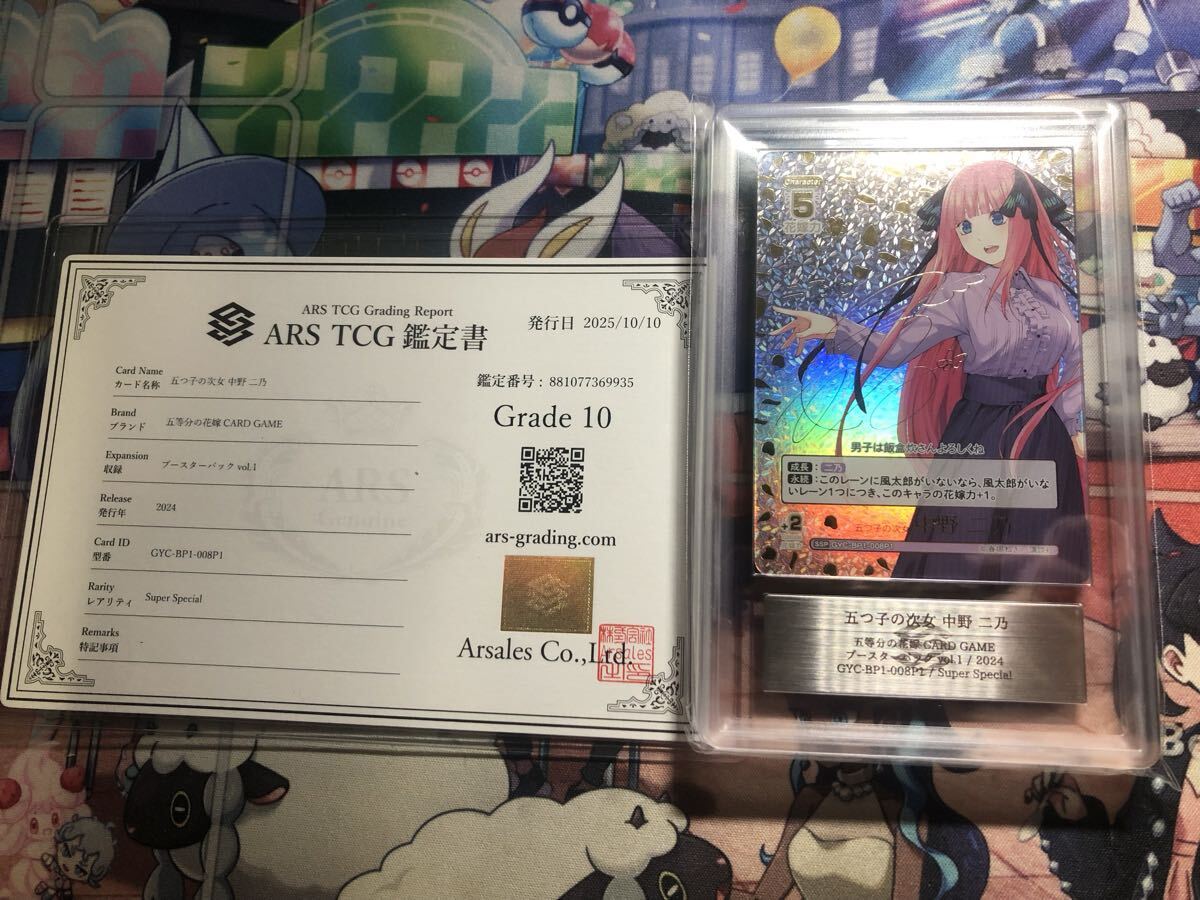 ARS TCG Grading Report
ARS TCG 鑑定書
発行日 2025/10/10
Card Name
カード名称 五つ子の次女 中野 二乃
Brand
ブランド 五等分の花嫁 CARD GAME
Expansion
収録 ブースターパック vol.1
Release
発行年 2024
Card ID
型番 GYC-BP1-008P1
Rarity
レアリティ Super Special
Remarks
特記事項
鑑定番号 : 881077369935
Grade 10
ars-grading.com
Arsales Co.,Ltd.
ARS
Genuine
Character
5
花嫁力
男子は飯盒炊さんよろしくね
成長 : 二乃
永続 : このレーンに風太郎がいないなら、風太郎がいな
いレーン1つにつき、このキャラの花嫁力+1。
+2
五つ子の次女 中野 二乃
SSP GYC-BP1-008P1
五つ子の次女 中野 二乃
五等分の花嫁 CARD GAME
ブースターパック vol.1 / 2024
GYC-BP1-008P1 / Super Special